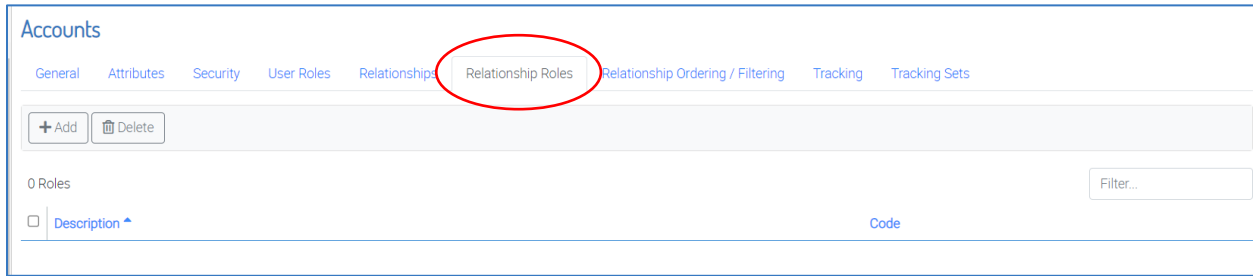 Accounts
General Attributes Security User Roles Relationships Relationship Roles Relationship Ordering / Filtering Tracking Tracking Sets
Add Delete
0 Roles Filter...
Description Code